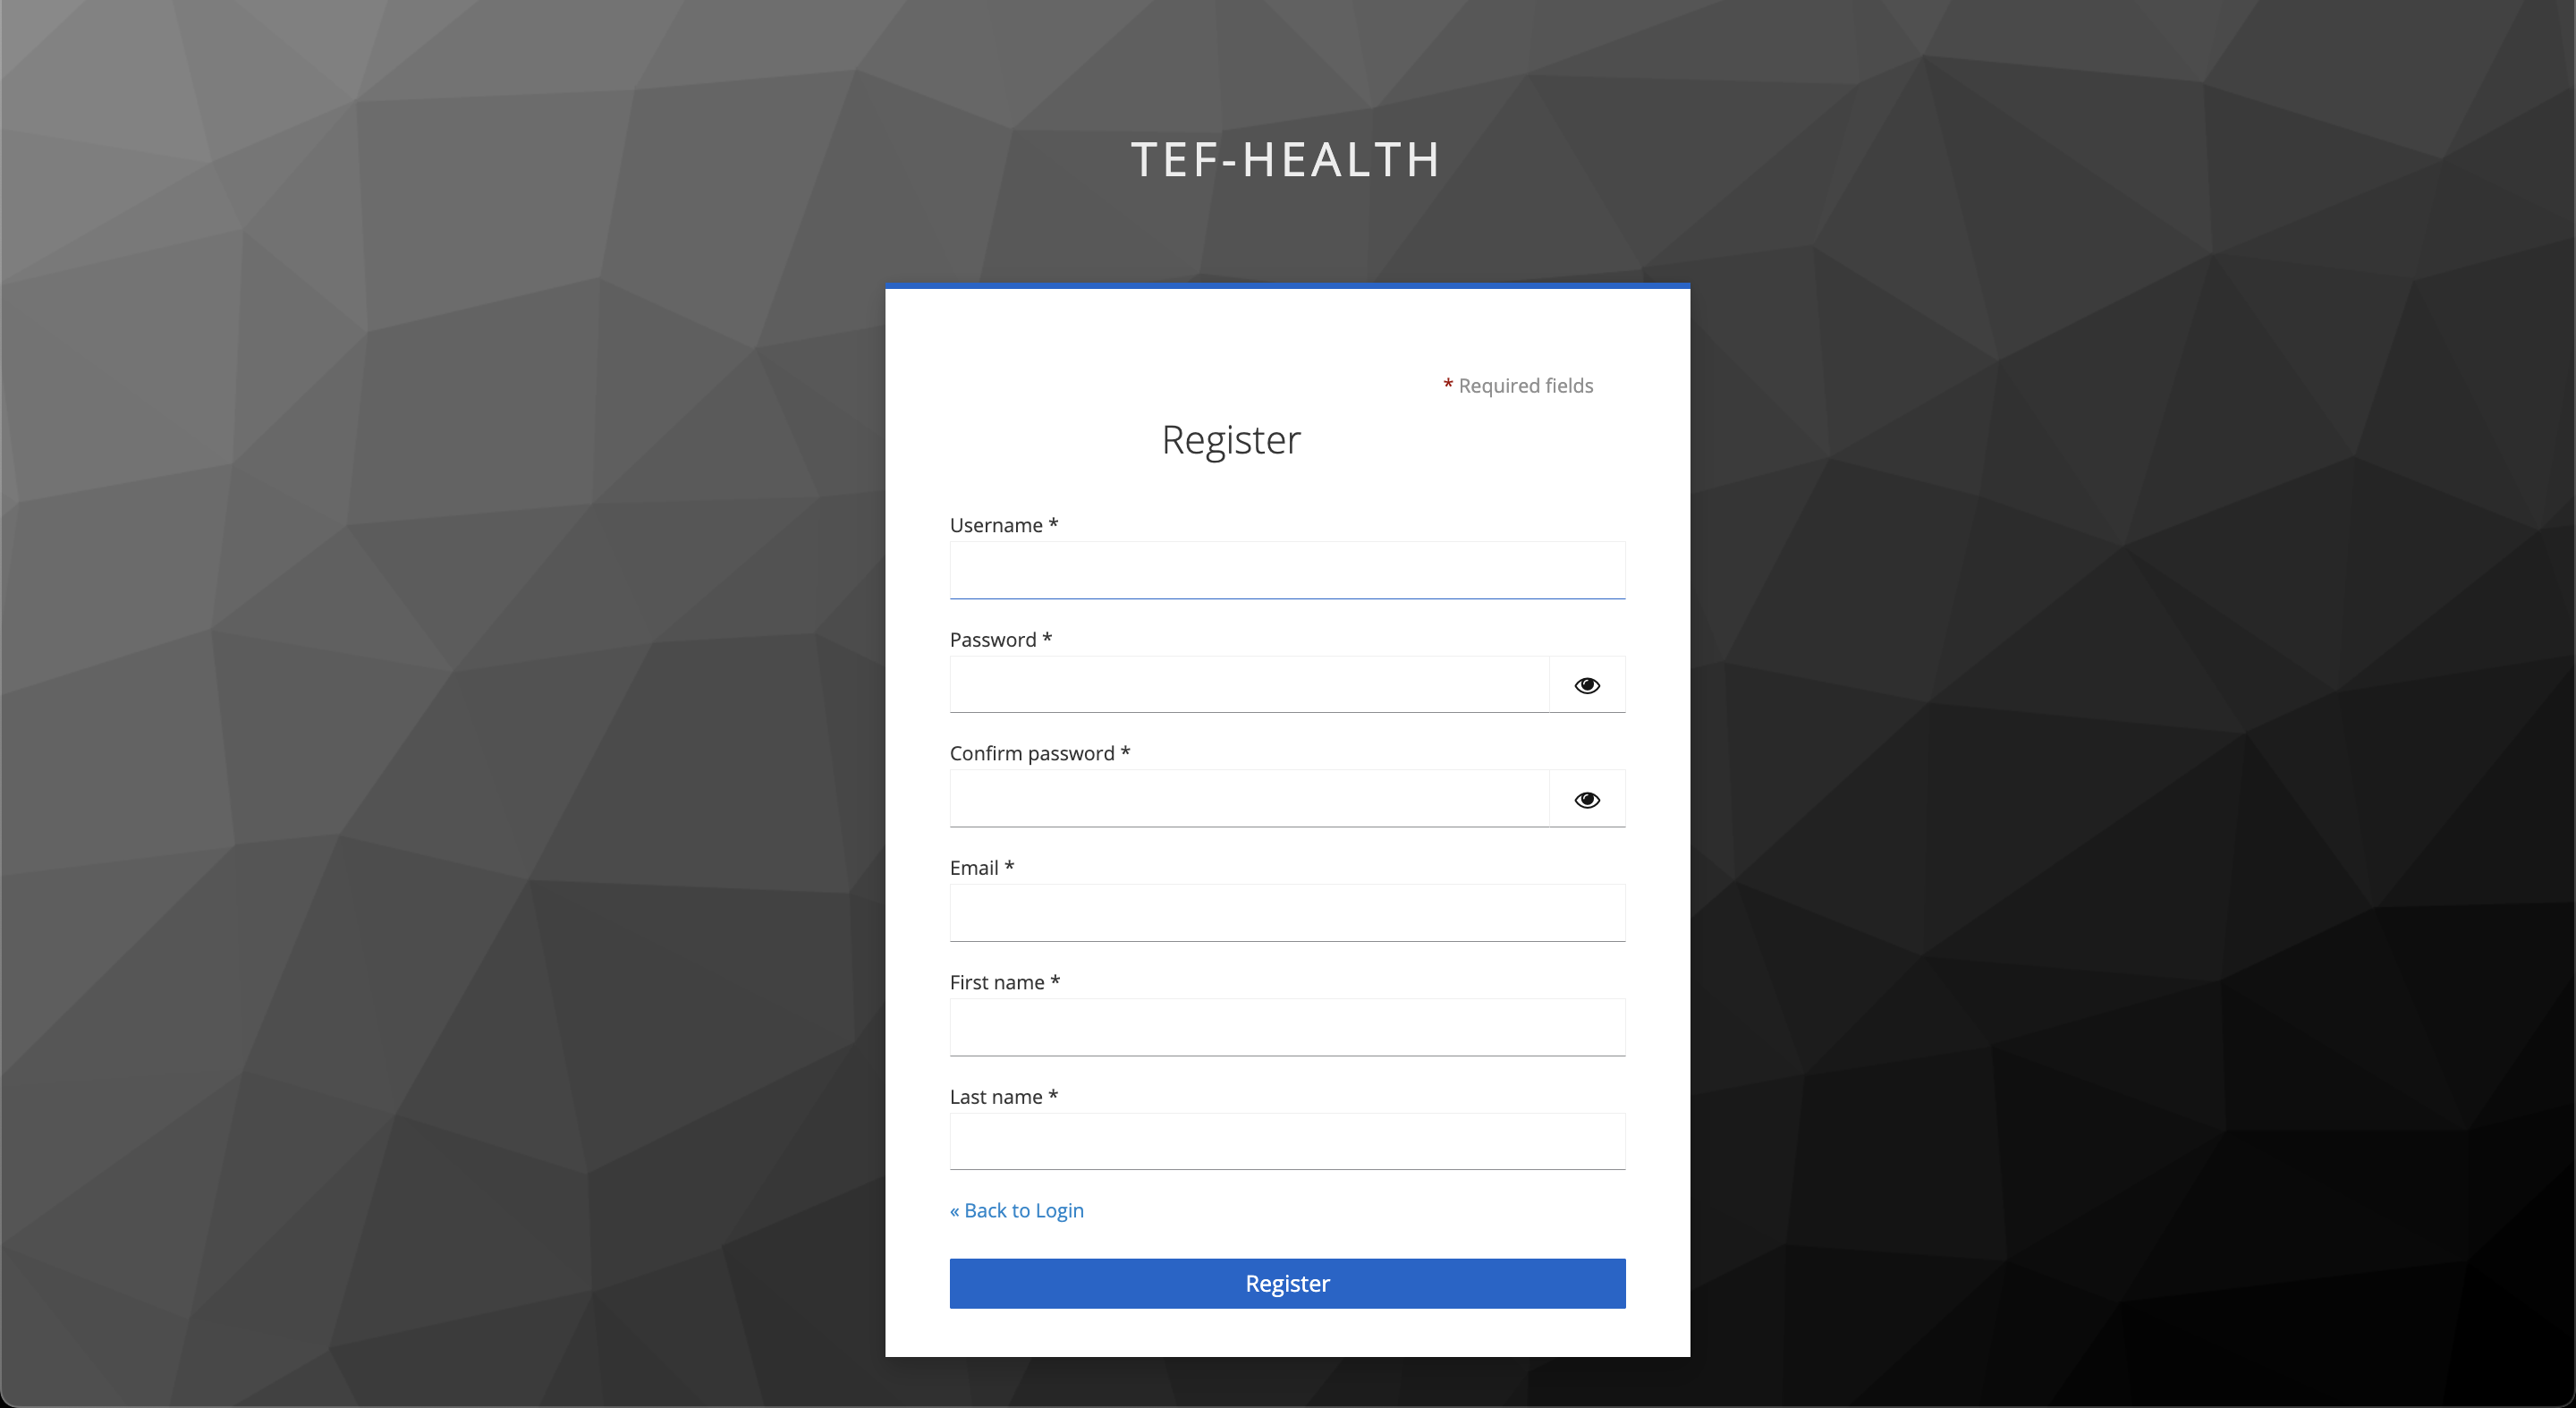 TEF-HEALTH
* Required fields
Register
Username *
Password *
Confirm password *
Email *
First name *
Last name *
« Back to Login
Register